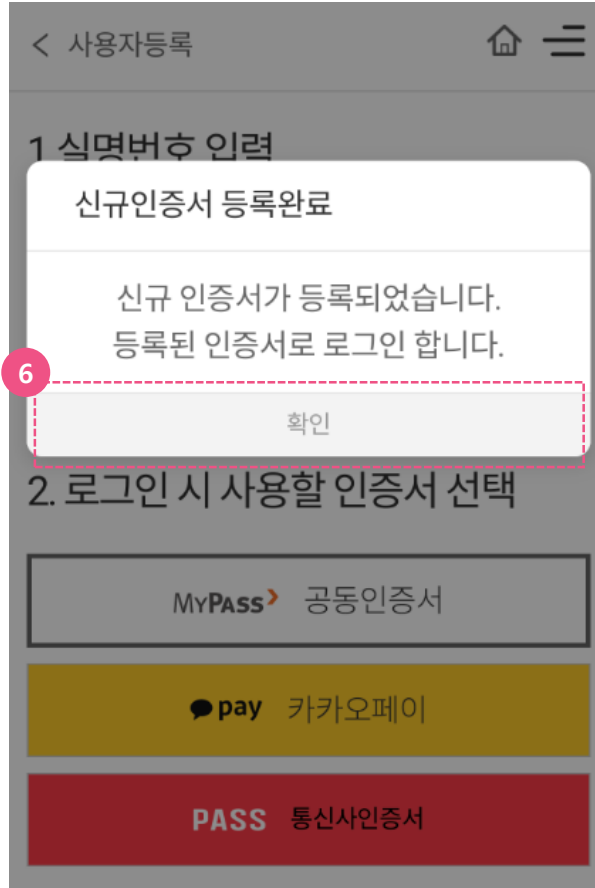 < 사용자등록
1 실명번호 입력
신규인증서 등록완료
신규 인증서가 등록되었습니다.
등록된 인증서로 로그인 합니다.
6
확인
2. 로그인 시 사용할 인증서 선택
MYPASS 공동인증서
pay 카카오페이
PASS 통신사인증서